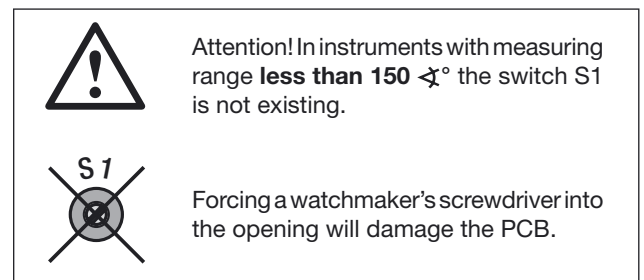 Attention! In instruments with measuring
range less than 150 ∢° the switch S1
is not existing.
S 1
Forcing a watchmaker's screwdriver into
the opening will damage the PCB.